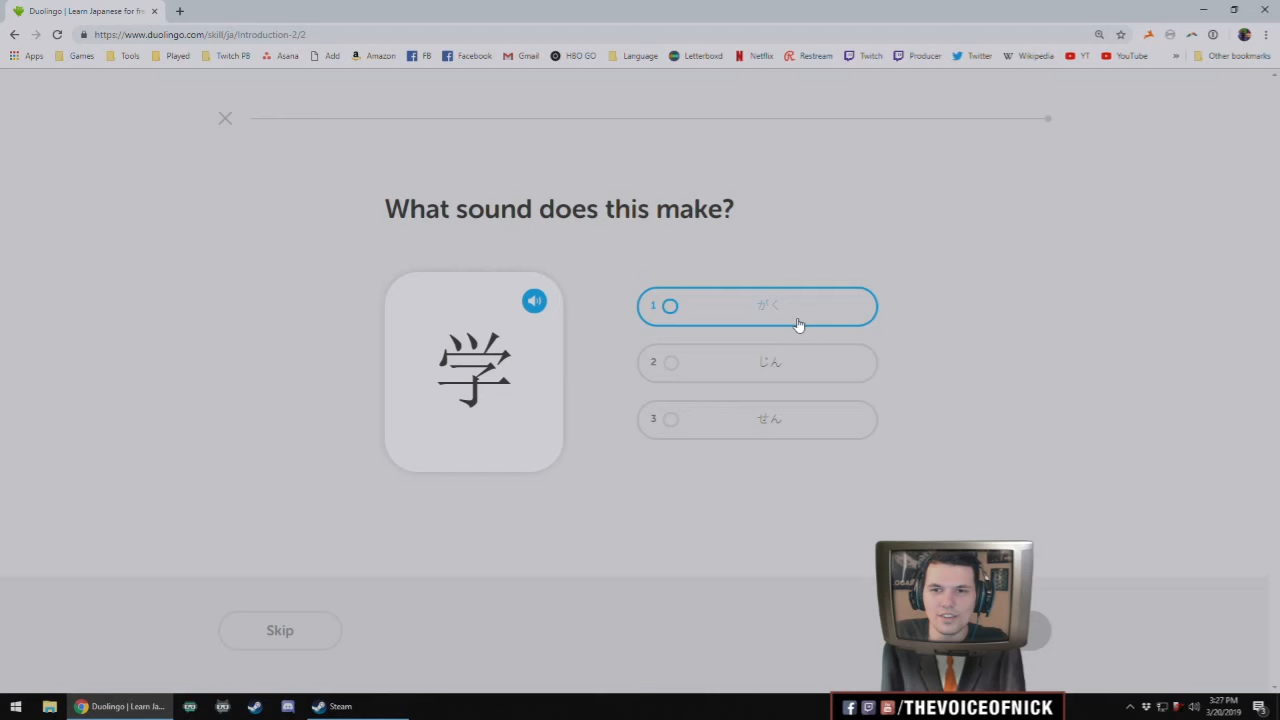 Duolingo | Learn Japanese for fr
https://www.duolingo.com/skill/ja/Introduction-2/2
Apps Games Tools Played Twitch PB Asana Add Amazon FB Facebook Gmail HBO GO Language Letterboxd Netflix Restream Twitch Producer Twitter Wikipedia YT YouTube » Other bookmarks
What sound does this make?
学
1 がく
2 じん
3 せん
Skip
/THEVOICEOFNICK
Duolingo | Learn Ja...
Steam
3:27 PM
3/20/2019